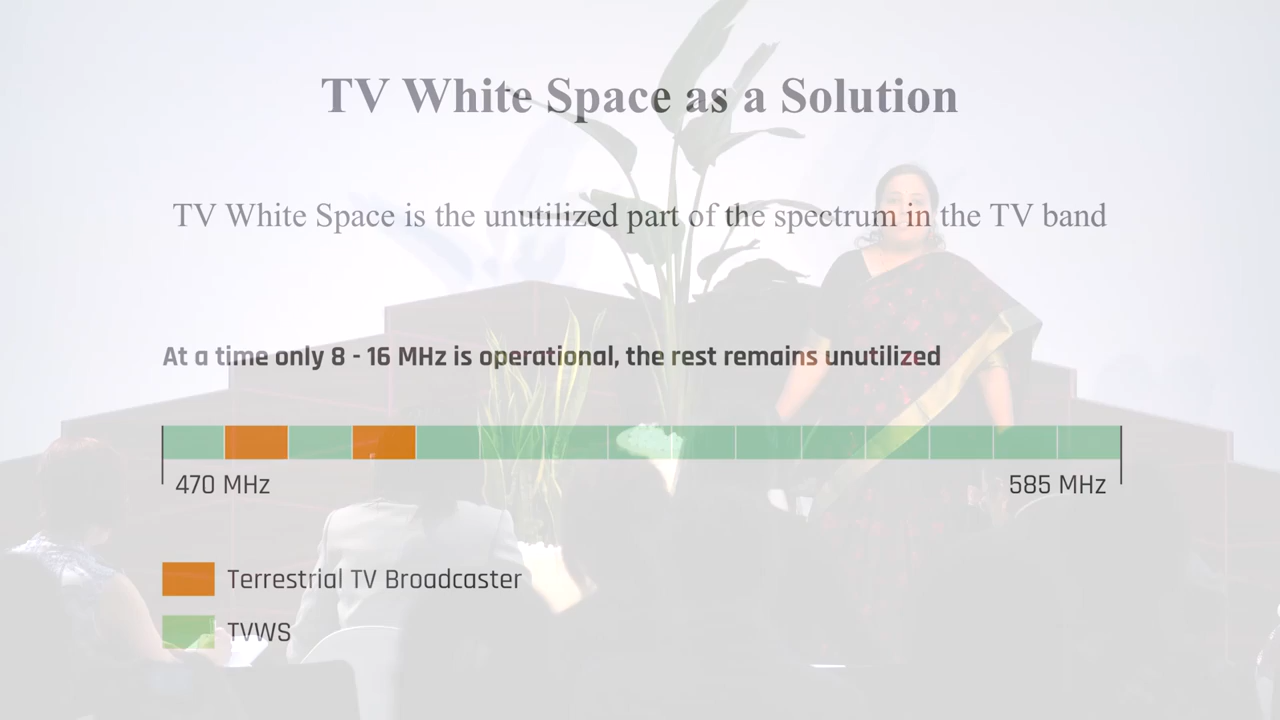 TV White Space as a Solution
TV White Space is the unutilized part of the spectrum in the TV band
At a time only 8 - 16 MHz is operational, the rest remains unutilized
470 MHz
585 MHz
Terrestrial TV Broadcaster
TVWS